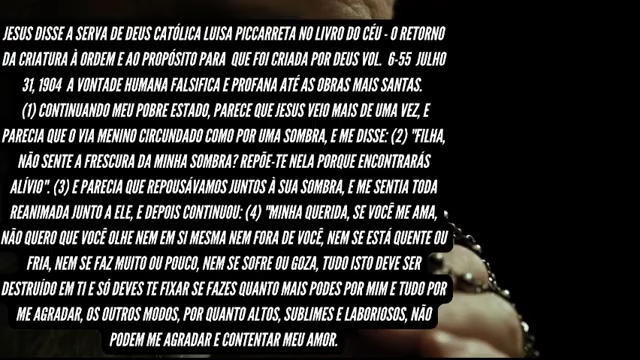 JESUS DISSE A SERVA DE DEUS CATÓLICA LUISA PICCARRETA NO LIVRO DO CÉU - O RETORNO
DA CRIATURA À ORDEM E AO PROPÓSITO PARA QUE FOI CRIADA POR DEUS VOL. 6-55 JULHO
31, 1904 A VONTADE HUMANA FALSIFICA E PROFANA ATÉ AS OBRAS MAIS SANTAS.
(1) CONTINUANDO MEU POBRE ESTADO, PARECE QUE JESUS VEIO MAIS DE UMA VEZ, E
PARECIA QUE O VIA MENINO CIRCUNDADO COMO POR UMA SOMBRA, E ME DISSE: (2) "FILHA,
NÃO SENTE A FRESCURA DA MINHA SOMBRA? REPÕE-TE NELA PORQUE ENCONTRARÁS
ALÍVIO". (3) E PARECIA QUE REPOUSÁVAMOS JUNTOS À SUA SOMBRA, E ME SENTIA TODA
REANIMADA JUNTO A ELE, E DEPOIS CONTINUOU: (4) "MINHA QUERIDA, SE VOCÊ ME AMA,
NÃO QUERO QUE VOCÊ OLHE NEM EM SI MESMA NEM FORA DE VOCÊ, NEM SE ESTÁ QUENTE OU
FRIA, NEM SE FAZ MUITO OU POUCO, NEM SE SOFRE OU GOZA, TUDO ISTO DEVE SER
DESTRUÍDO EM TI E SÓ DEVES TE FIXAR SE FAZES QUANTO MAIS PODES POR MIM E TUDO POR
ME AGRADAR, OS OUTROS MODOS, POR QUANTO ALTOS, SUBLIMES E LABORIOSOS, NÃO
PODEM ME AGRADAR E CONTENTAR MEU AMOR.